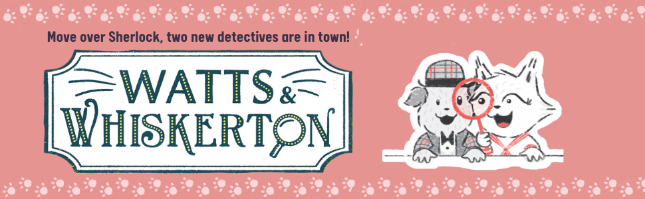 Move over Sherlock, two new detectives are in town!
WATTS &
WHISKERTON